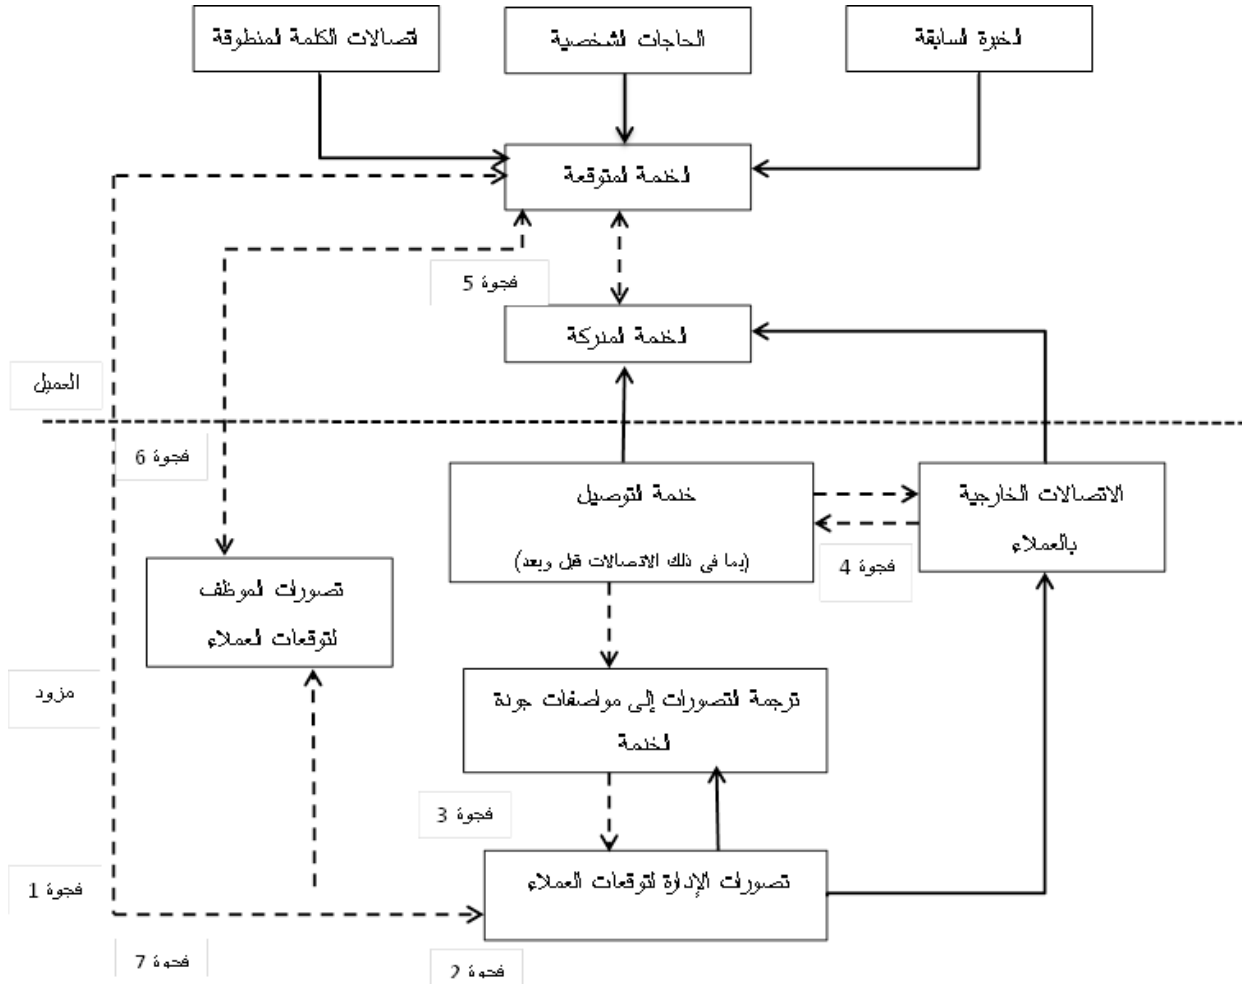 اتصالات الكلمة المنطوقة
الحاجات الشخصية
الخبرة السابقة
الخدمة المتوقعة
فجوة 5
الخدمة المدركة
العميل
فجوة 6
خدمة التوصيل
(بما في ذلك الاتصالات قبل وبعد)
الاتصالات الخارجية
بالعملاء
فجوة 4
تصورات الموظف
لتوقعات العملاء
مزود
ترجمة التصورات إلى مواصفات جودة
الخدمة
فجوة 3
تصورات الإدارة لتوقعات العملاء
فجوة 1
فجوة 7
فجوة 2